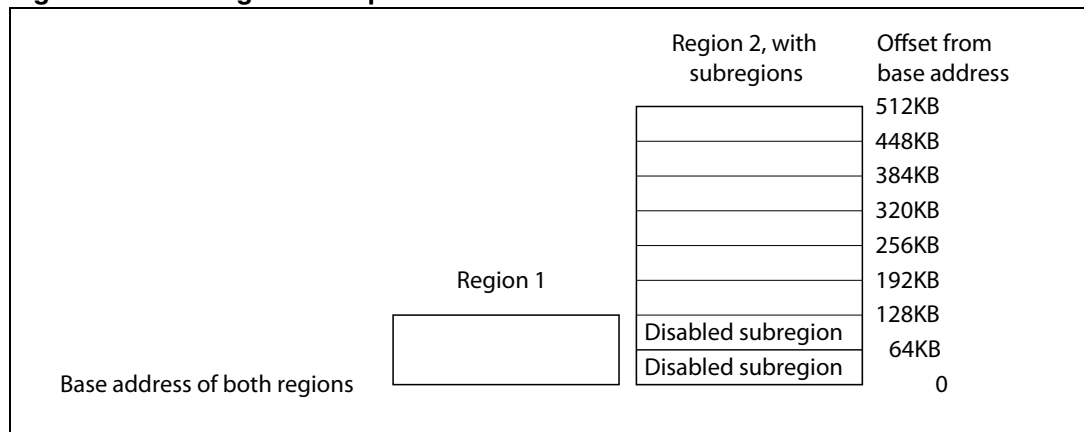 Region 2, with
subregions
Offset from
base address
512KB
448KB
384KB
320KB
256KB
Region 1
192KB
128KB
Disabled subregion
64KB
Disabled subregion
Base address of both regions
0